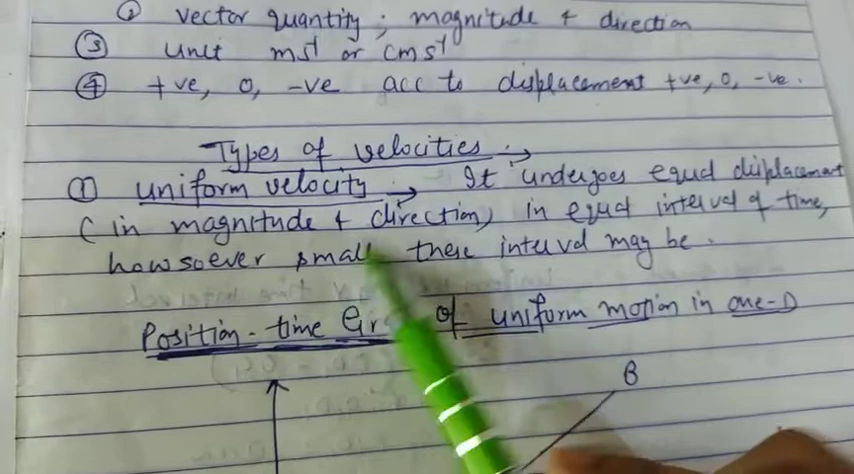 ② vector quantity ; magnitude + direction
③ unit ms⁻¹ or cms⁻¹
④ +ve, 0, -ve acc to displacement +ve, 0, -ve.
Types of velocities :→
① uniform velocity → It undergoes equal displacement
(in magnitude + direction) in equal interval of time,
howsoever small these interval may be.
Position-time of uniform motion in one-D
B